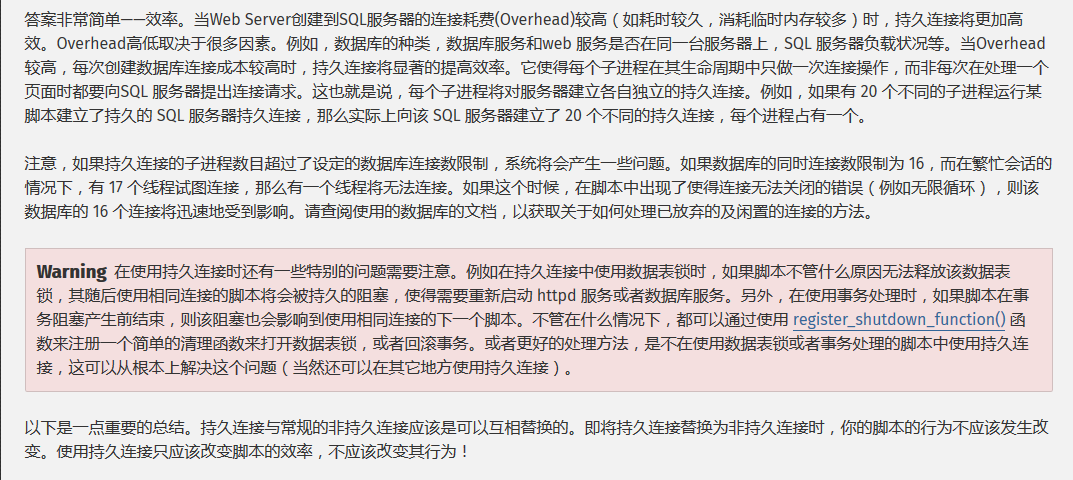 答案非常简单——效率。当Web Server创建到SQL服务器的连接耗费(Overhead)较高（如耗时较久，消耗临时内存较多）时，持久连接将更加高
效。Overhead高低取决于很多因素。例如，数据库的种类，数据库服务和web 服务是否在同一台服务器上，SQL 服务器负载状况等。当Overhead
较高，每次创建数据库连接成本较高时，持久连接将显著的提高效率。它使得每个子进程在其生命周期中只做一次连接操作，而非每次在处理一个
页面时都要向SQL 服务器提出连接请求。这也就是说，每个子进程将对服务器建立各自独立的持久连接。例如，如果有 20 个不同的子进程运行某
脚本建立了持久的 SQL 服务器持久连接，那么实际上向该 SQL 服务器建立了 20 个不同的持久连接，每个进程占有一个。
注意，如果持久连接的子进程数目超过了设定的数据库连接数限制，系统将会产生一些问题。如果数据库的同时连接数限制为 16，而在繁忙会话的
情况下，有 17 个线程试图连接，那么有一个线程将无法连接。如果这个时候，在脚本中出现了使得连接无法关闭的错误（例如无限循环），则该
数据库的 16 个连接将迅速地受到影响。请查阅使用的数据库的文档，以获取关于如何处理已放弃的及闲置的连接的方法。
Warning 在使用持久连接时还有一些特别的问题需要注意。例如在持久连接中使用数据表锁时，如果脚本不管什么原因无法释放该数据表
锁，其随后使用相同连接的脚本将会被持久的阻塞，使得需要重新启动 httpd 服务或者数据库服务。另外，在使用事务处理时，如果脚本在事
务阻塞产生前结束，则该阻塞也会影响到使用相同连接的下一个脚本。不管在什么情况下，都可以通过使用 register_shutdown_function() 函
数来注册一个简单的清理函数来打开数据表锁，或者回滚事务。或者更好的处理方法，是不在使用数据表锁或者事务处理的脚本中使用持久连
接，这可以从根本上解决这个问题（当然还可以在其它地方使用持久连接）。
以下是一点重要的总结。持久连接与常规的非持久连接应该是可以互相替换的。即将持久连接替换为非持久连接时，你的脚本的行为不应该发生改
变。使用持久连接只应该改变脚本的效率，不应该改变其行为！